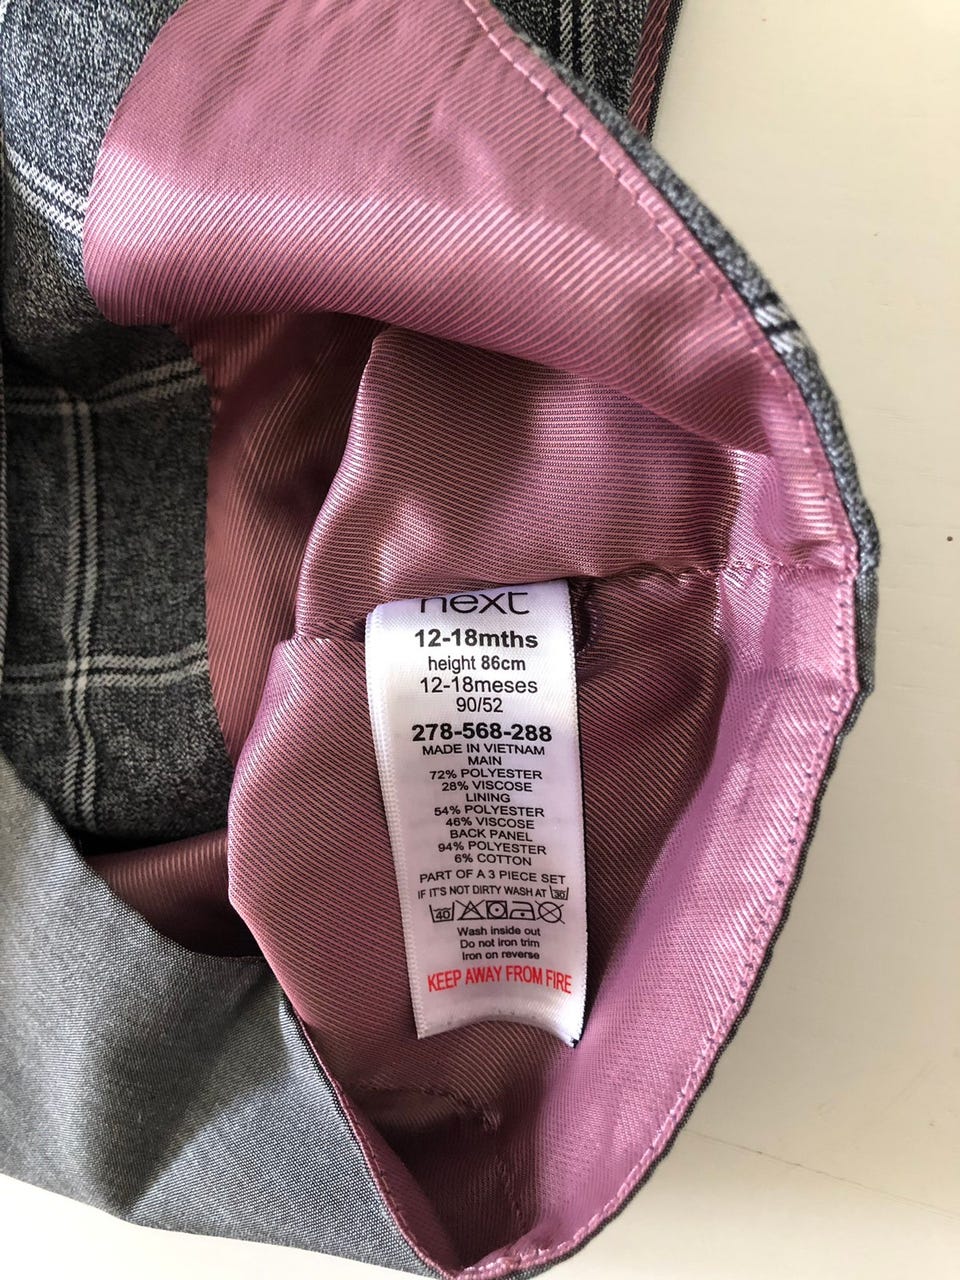 next
12-18mths
height 86cm
12-18meses
90/52
278-568-288
MADE IN VIETNAM
MAIN
72% POLYESTER
28% VISCOSE
LINING
54% POLYESTER
46% VISCOSE
BACK PANEL
94% POLYESTER
6% COTTON
PART OF A 3 PIECE SET
IF IT'S NOT DIRTY WASH AT 30
40
Wash inside out
Do not iron trim
Iron on reverse
KEEP AWAY FROM FIRE